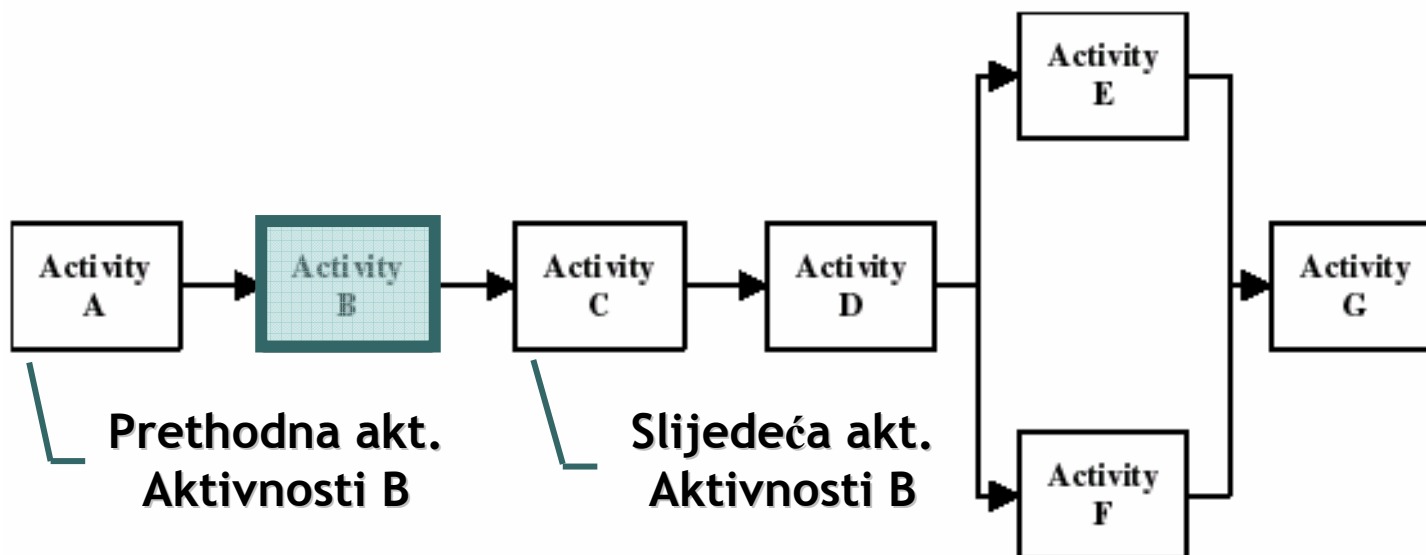 Activity
E
Activity
A
Activity
B
Activity
C
Activity
D
Activity
G
Prethodna akt.
Aktivnosti B
Slijedeća akt.
Aktivnosti B
Activity
F